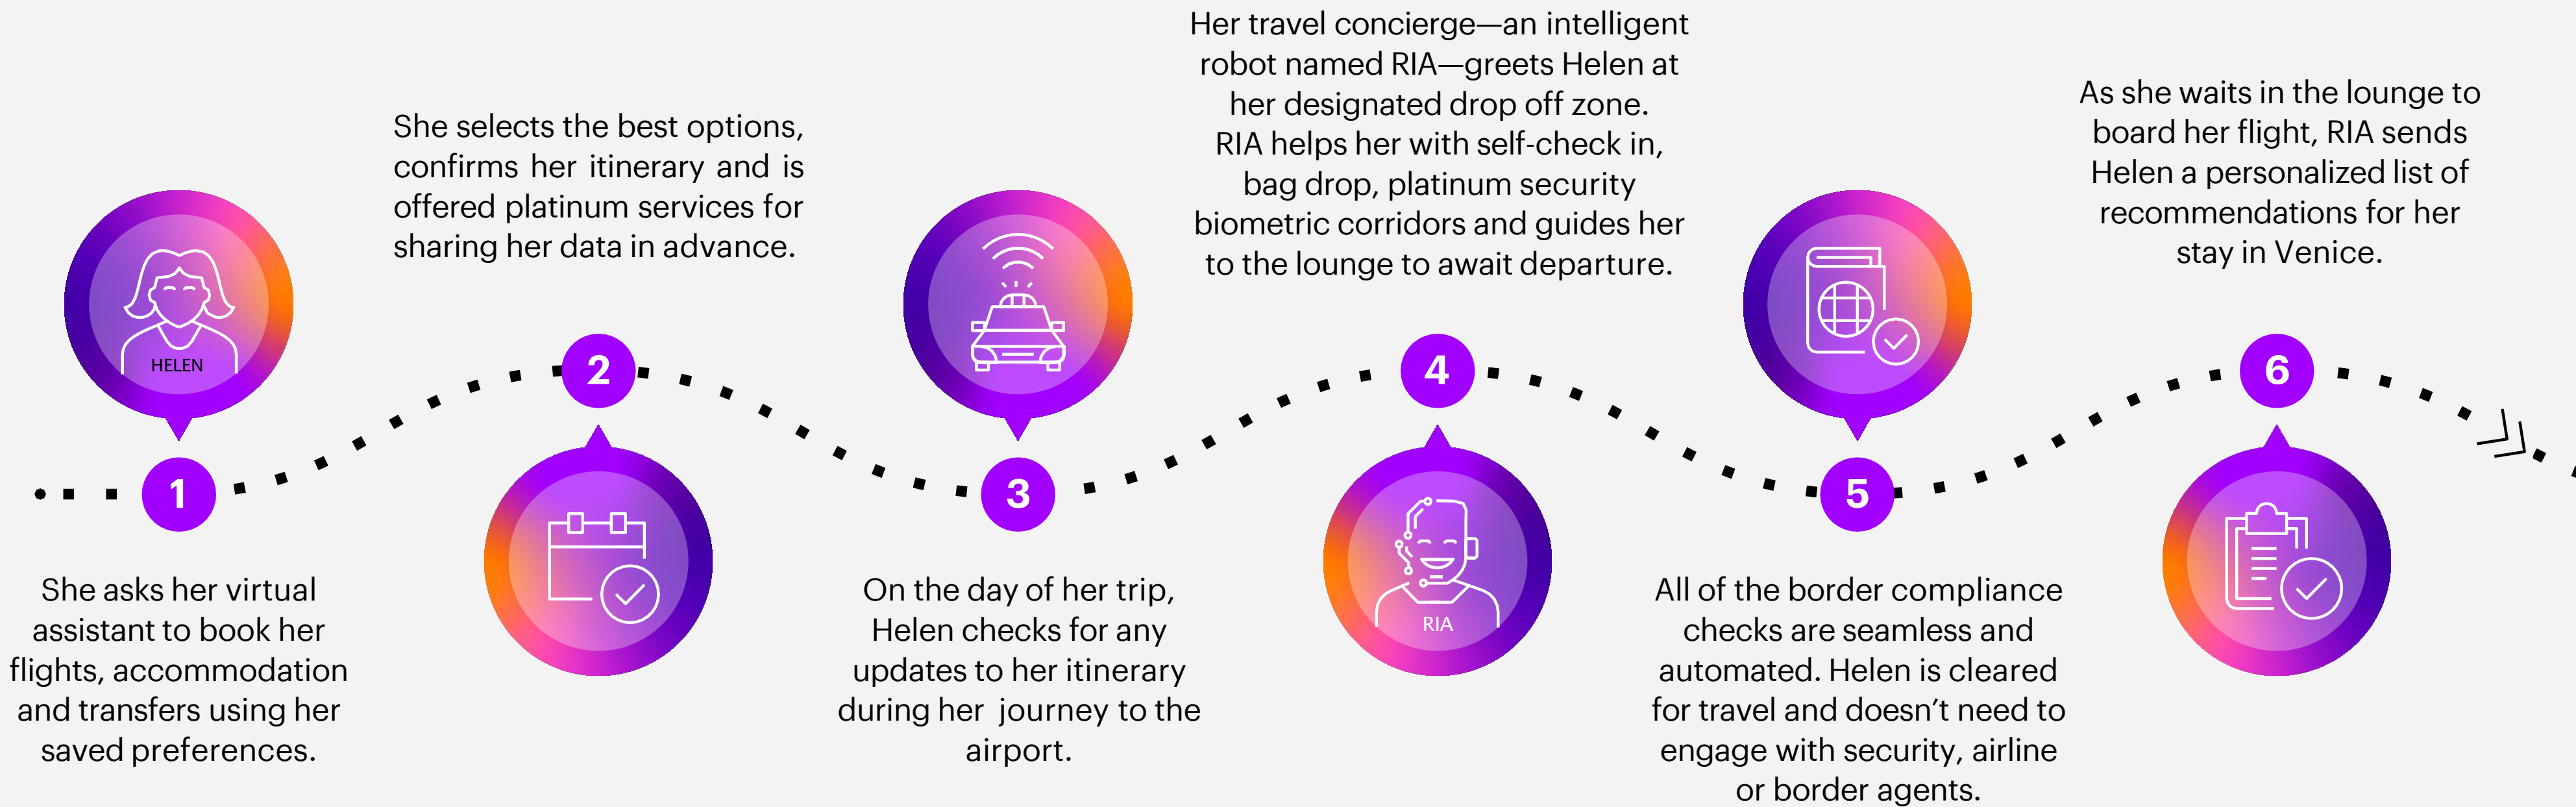 HELEN
1
She asks her virtual
assistant to book her
flights, accommodation
and transfers using her
saved preferences.
She selects the best options,
confirms her itinerary and is
offered platinum services for
sharing her data in advance.
2
3
On the day of her trip,
Helen checks for any
updates to her itinerary
during her journey to the
airport.
Her travel concierge—an intelligent
robot named RIA—greets Helen at
her designated drop off zone.
RIA helps her with self-check in,
bag drop, platinum security
biometric corridors and guides her
to the lounge to await departure.
4
RIA
5
All of the border compliance
checks are seamless and
automated. Helen is cleared
for travel and doesn’t need to
engage with security, airline
or border agents.
As she waits in the lounge to
board her flight, RIA sends
Helen a personalized list of
recommendations for her
stay in Venice.
6